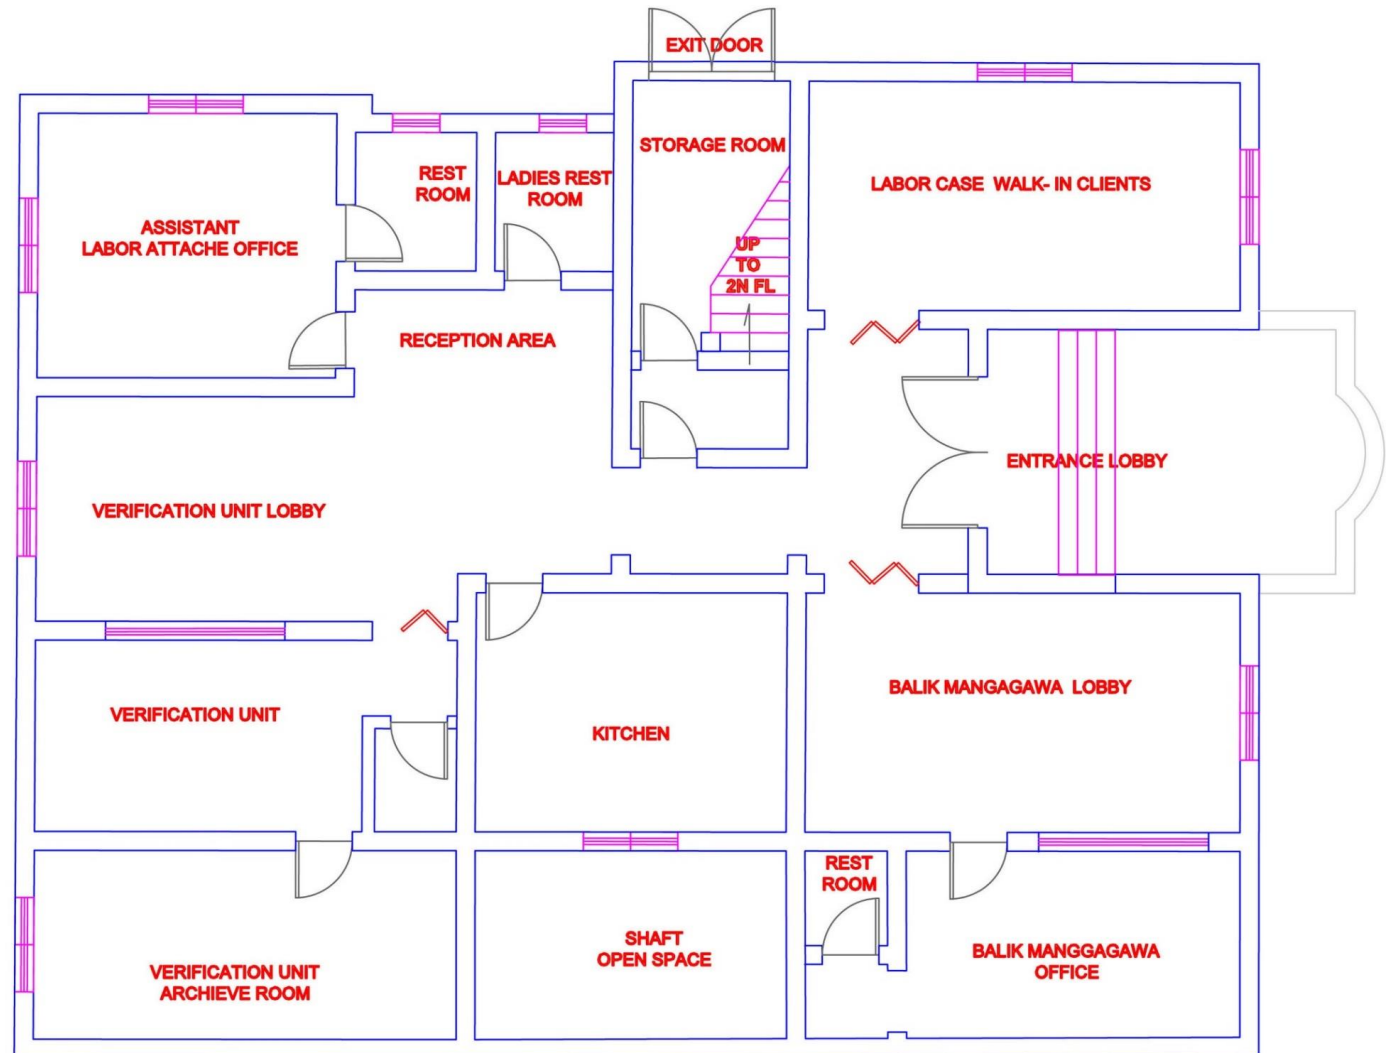 EXIT DOOR
STORAGE ROOM
REST
ROOM
LADIES REST
ROOM
LABOR CASE  WALK- IN CLIENTS
ASSISTANT
LABOR ATTACHE OFFICE
UP
TO
2N FL
RECEPTION AREA
ENTRANCE LOBBY
VERIFICATION UNIT LOBBY
BALIK MANGAGAWA  LOBBY
VERIFICATION UNIT
KITCHEN
REST
ROOM
SHAFT
OPEN SPACE
BALIK MANGGAGAWA
OFFICE
VERIFICATION UNIT
ARCHIEVE ROOM